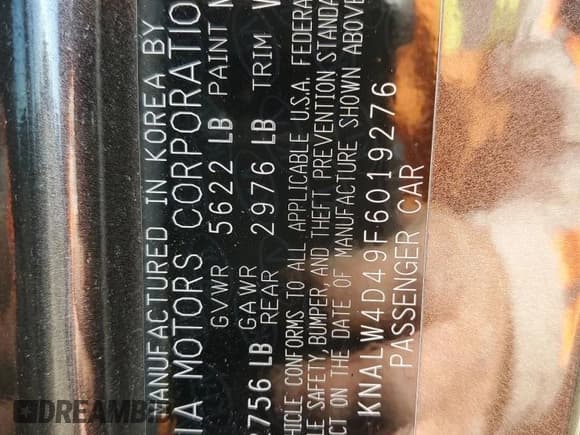 MANUFACTURED IN KOREA BY
IA MOTORS CORPORATIO
GVWR 5622 LB PAINT
2756 LB GAWR REAR 2976 LB TRIM
HICLE CONFORMS TO ALL APPLICABLE U.S.A. FEDERA
LE SAFETY, BUMPER, AND THEFT PREVENTION STANDA
CT ON THE DATE OF MANUFACTURE SHOWN ABOVE
KNALW4D49F6019276
PASSENGER CAR
DREAMBID